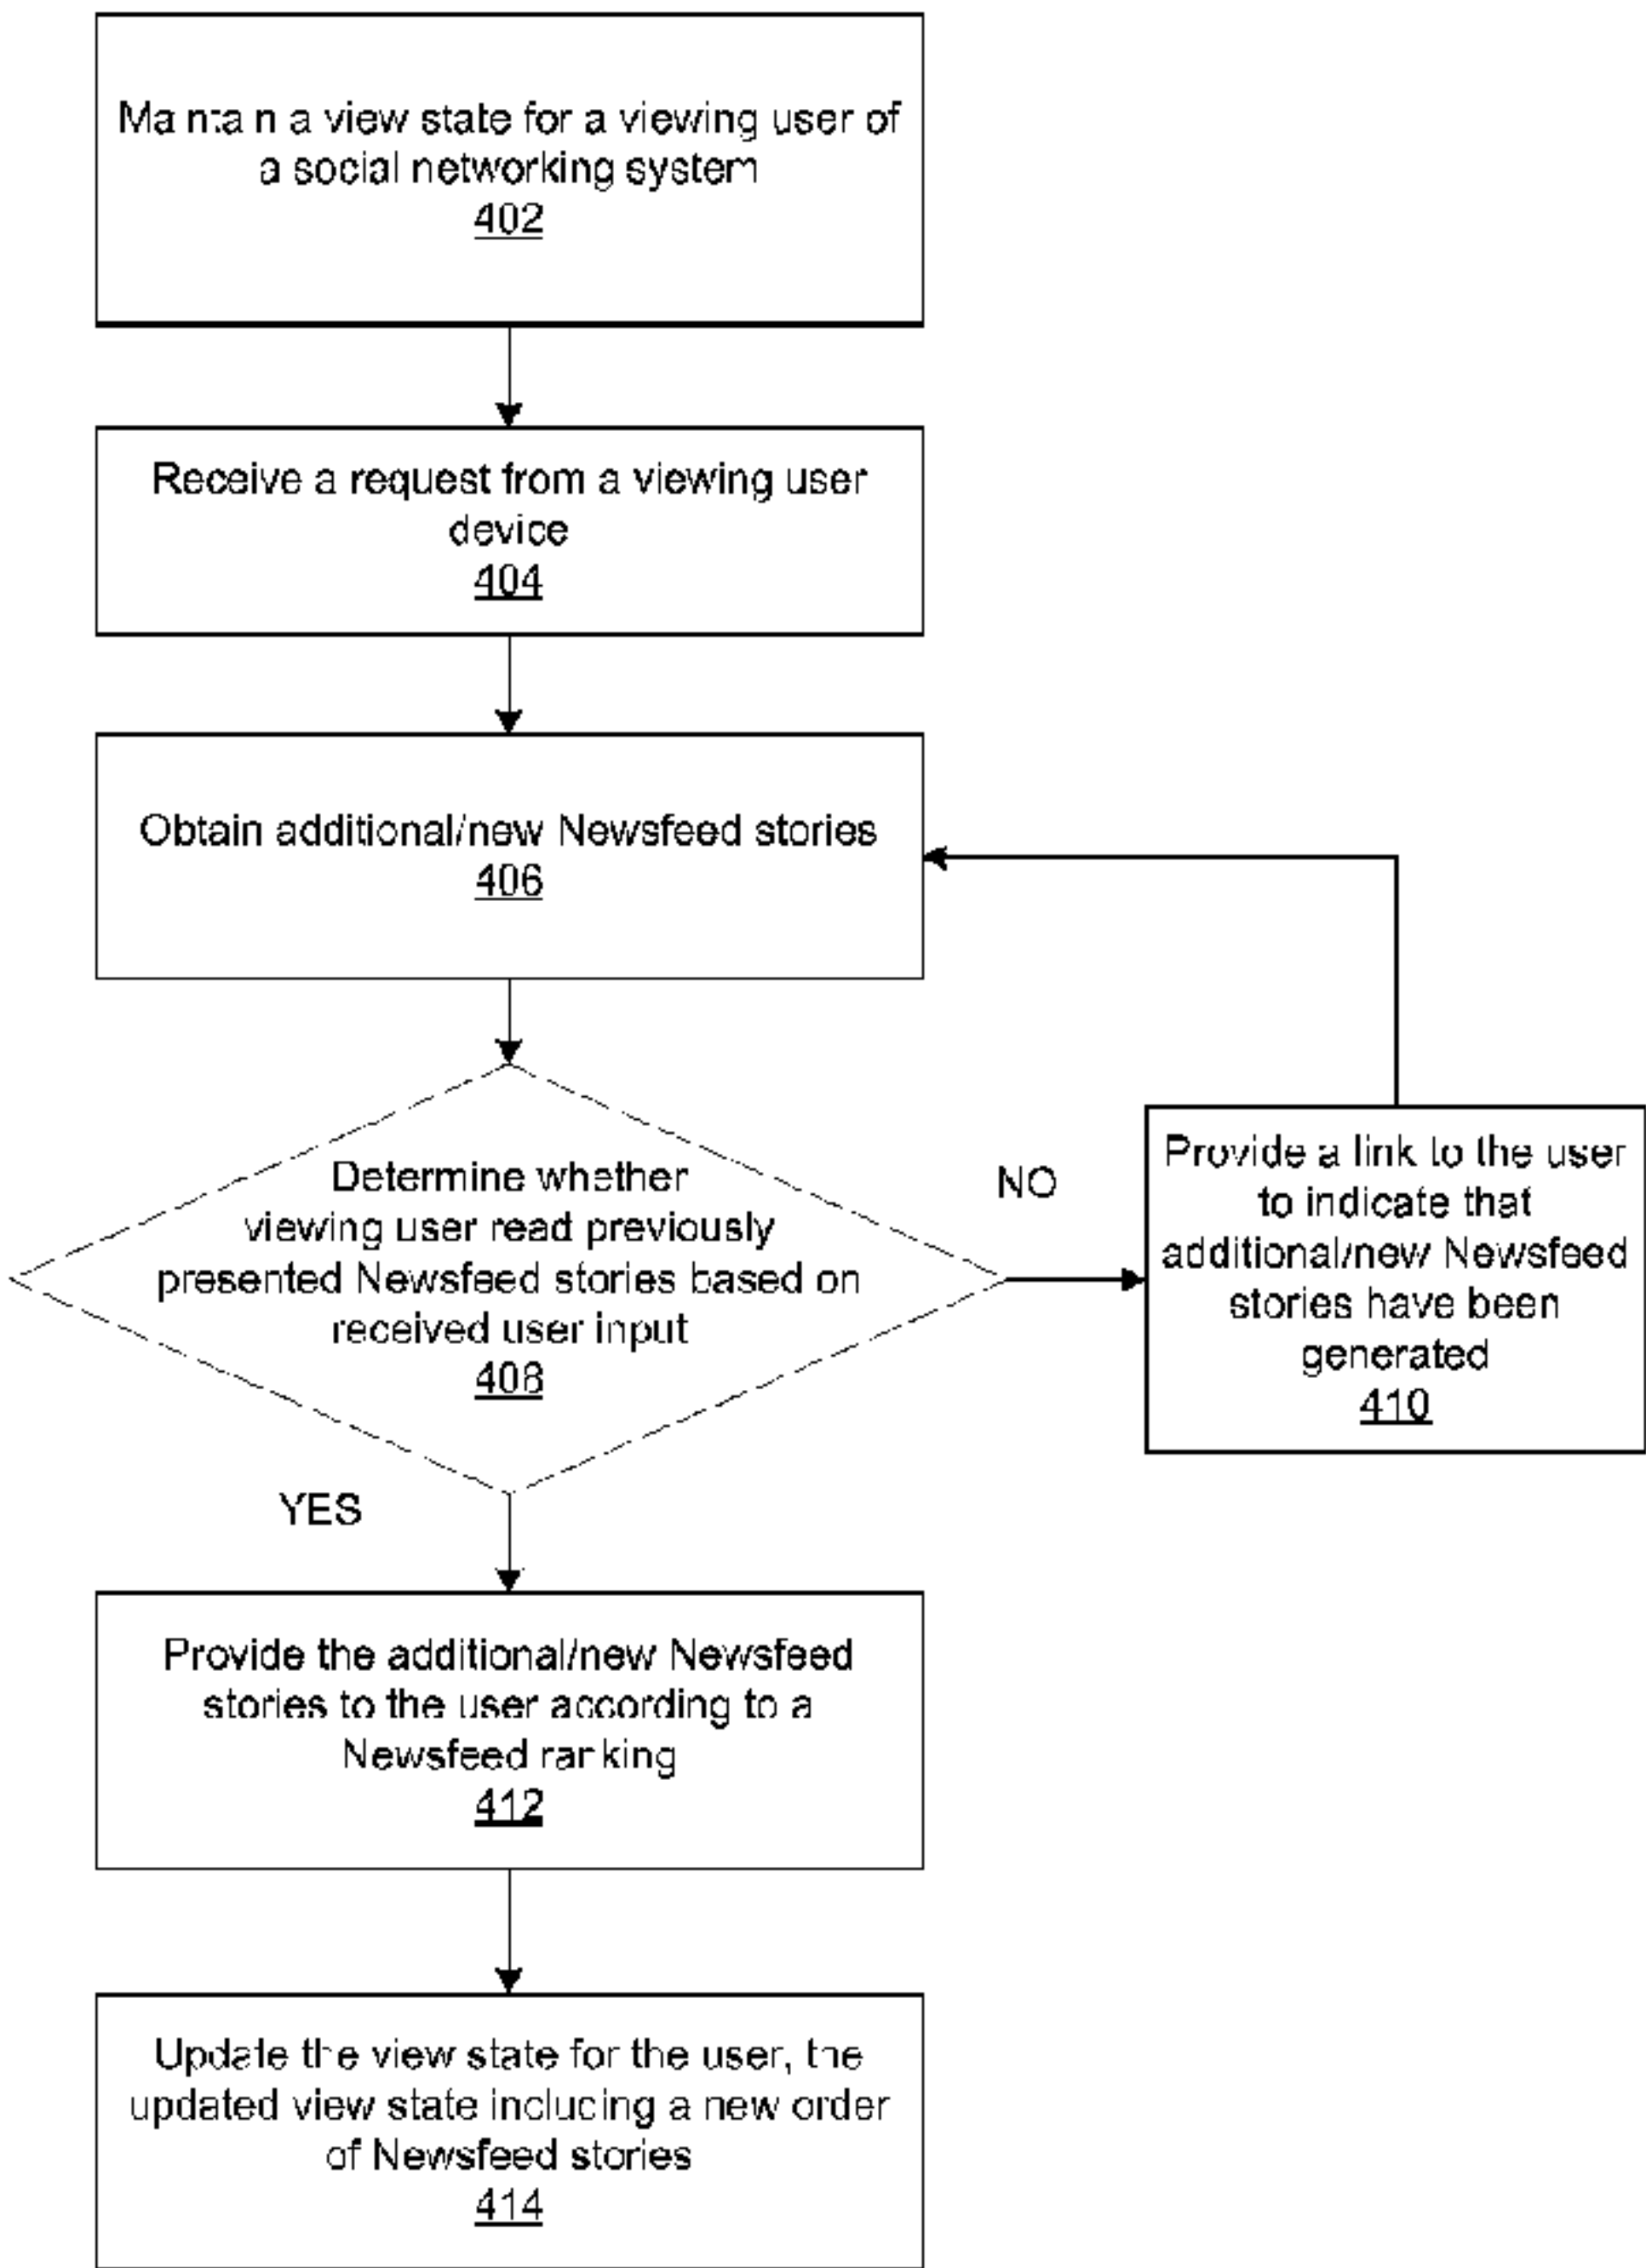 Maintain a view state for a viewing user of
a social networking system
402
Receive a request from a viewing user
device
404
Obtain additional/new Newsfeed stories
406
Determine whether
viewing user read previously
presented Newsfeed stories based on
received user input
408
NO
Provide a link to the user
to indicate that
additional/new Newsfeed
stories have been
generated
410
YES
Provide the additional/new Newsfeed
stories to the user according to a
Newsfeed ranking
412
Update the view state for the user, the
updated view state including a new order
of Newsfeed stories
414